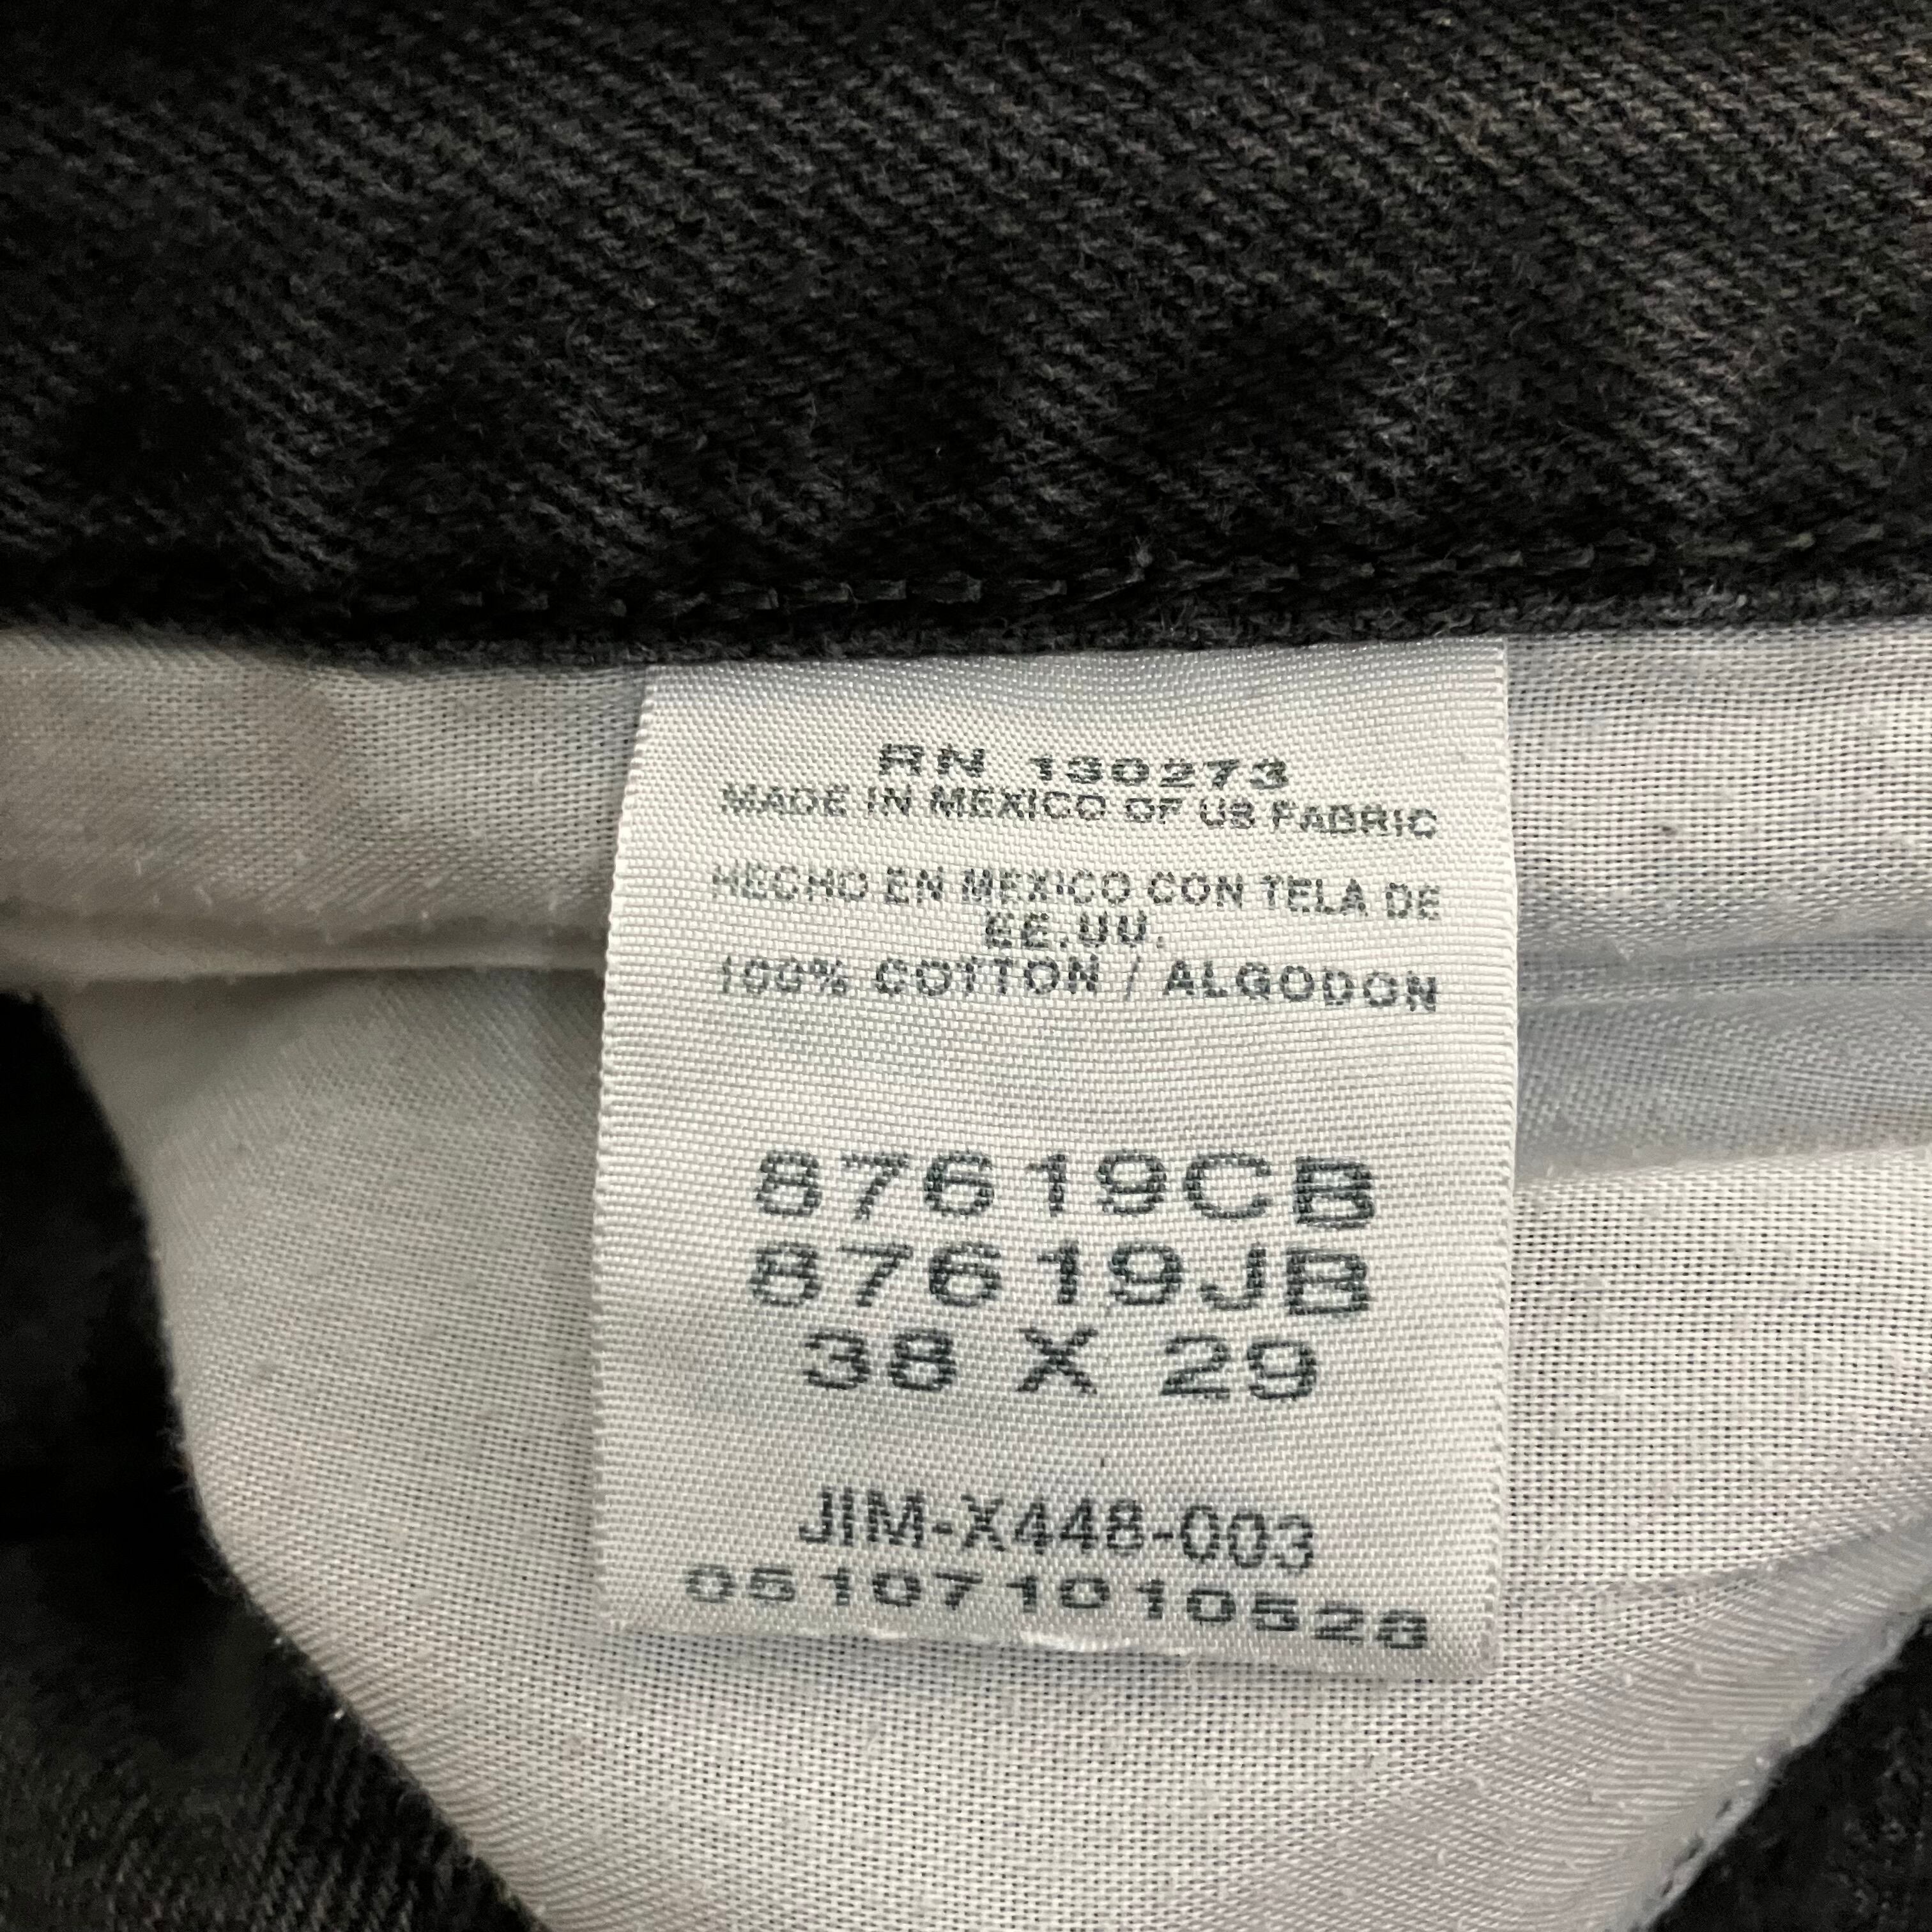 RN 130273
MADE IN MEXICO OF US FABRIC
HECHO EN MEXICO CON TELA DE
EE.UU.
100% COTTON / ALGODON
87619CB
87619JB
38 X 29
JIM-X448-003
051071010528